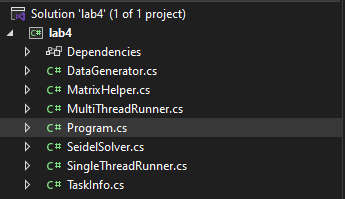 Solution 'lab4' (1 of 1 project)
C# lab4
Dependencies
C# DataGenerator.cs
C# MatrixHelper.cs
C# MultiThreadRunner.cs
C# Program.cs
C# SeidelSolver.cs
C# SingleThreadRunner.cs
C# TaskInfo.cs